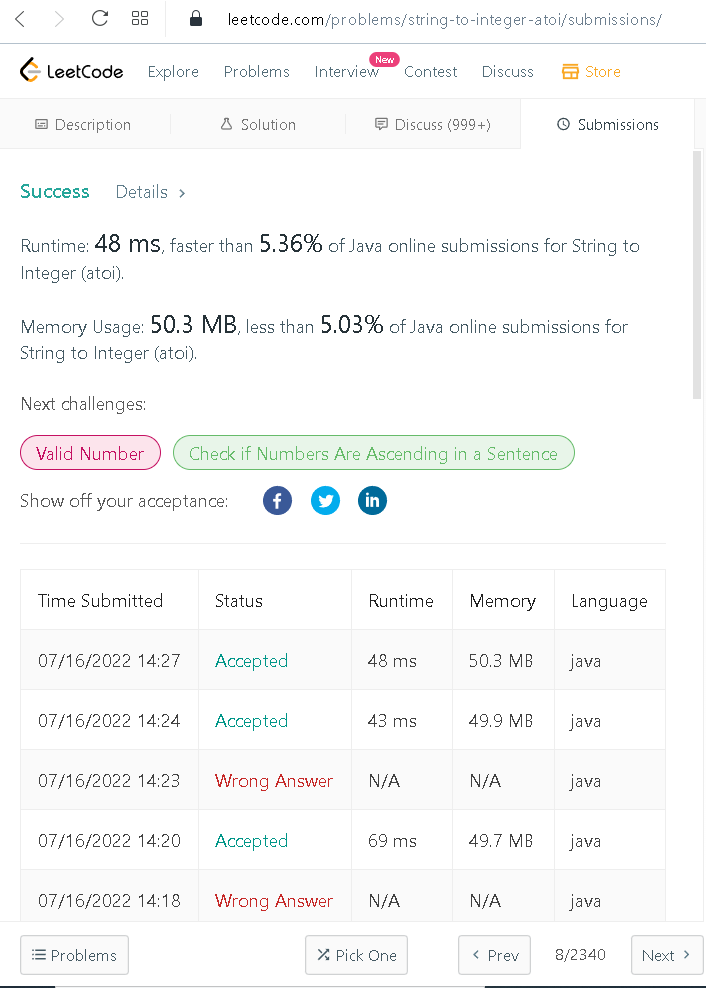 leetcode.com/problems/string-to-integer-atoi/submissions/
LeetCode Explore Problems Interview New Contest Discuss Store
Description Solution Discuss (999+) Submissions
Success Details >
Runtime: 48 ms, faster than 5.36% of Java online submissions for String to
Integer (atoi).
Memory Usage: 50.3 MB, less than 5.03% of Java online submissions for
String to Integer (atoi).
Next challenges:
Valid Number Check if Numbers Are Ascending in a Sentence
Show off your acceptance:
Time Submitted Status Runtime Memory Language
07/16/2022 14:27 Accepted 48 ms 50.3 MB java
07/16/2022 14:24 Accepted 43 ms 49.9 MB java
07/16/2022 14:23 Wrong Answer N/A N/A java
07/16/2022 14:20 Accepted 69 ms 49.7 MB java
07/16/2022 14:18 Wrong Answer N/A N/A java
Problems Pick One < Prev 8/2340 Next >